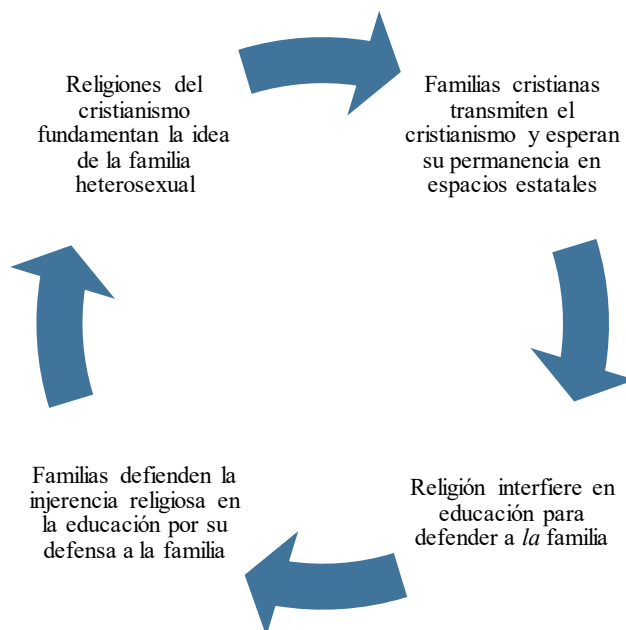 Religiones del
cristianismo
fundamentan la idea
de la familia
heterosexual
Familias cristianas
transmiten el
cristianismo y esperan
su permanencia en
espacios estatales
Religión interfiere en
educación para
defender a la familia
Familias defienden la
injerencia religiosa en
la educación por su
defensa a la familia